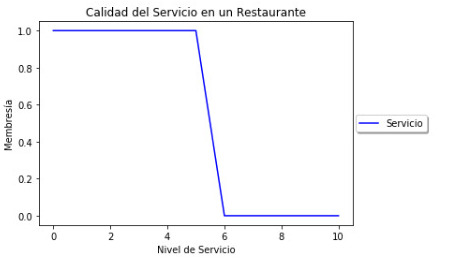 Calidad del Servicio en un Restaurante
1.0
0.8
0.6
0.4
0.2
0.0
Membresía
0 2 4 6 8 10
Nivel de Servicio
Servicio